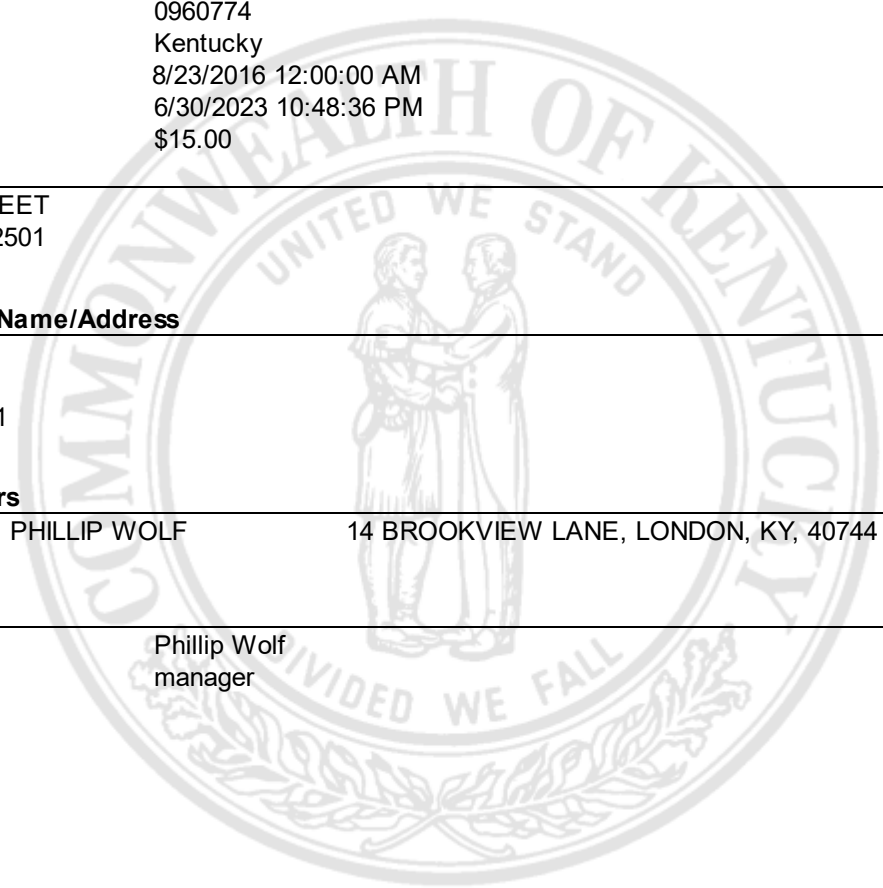 0960774
Kentucky
8/23/2016 12:00:00 AM
6/30/2023 10:48:36 PM
$15.00
EET
2501
Name/Address
1
rs
PHILLIP WOLF 14 BROOKVIEW LANE, LONDON, KY, 40744
Phillip Wolf
manager
COMMONWEALTH OF KENTUCKY
UNITED WE STAND
DIVIDED WE FALL